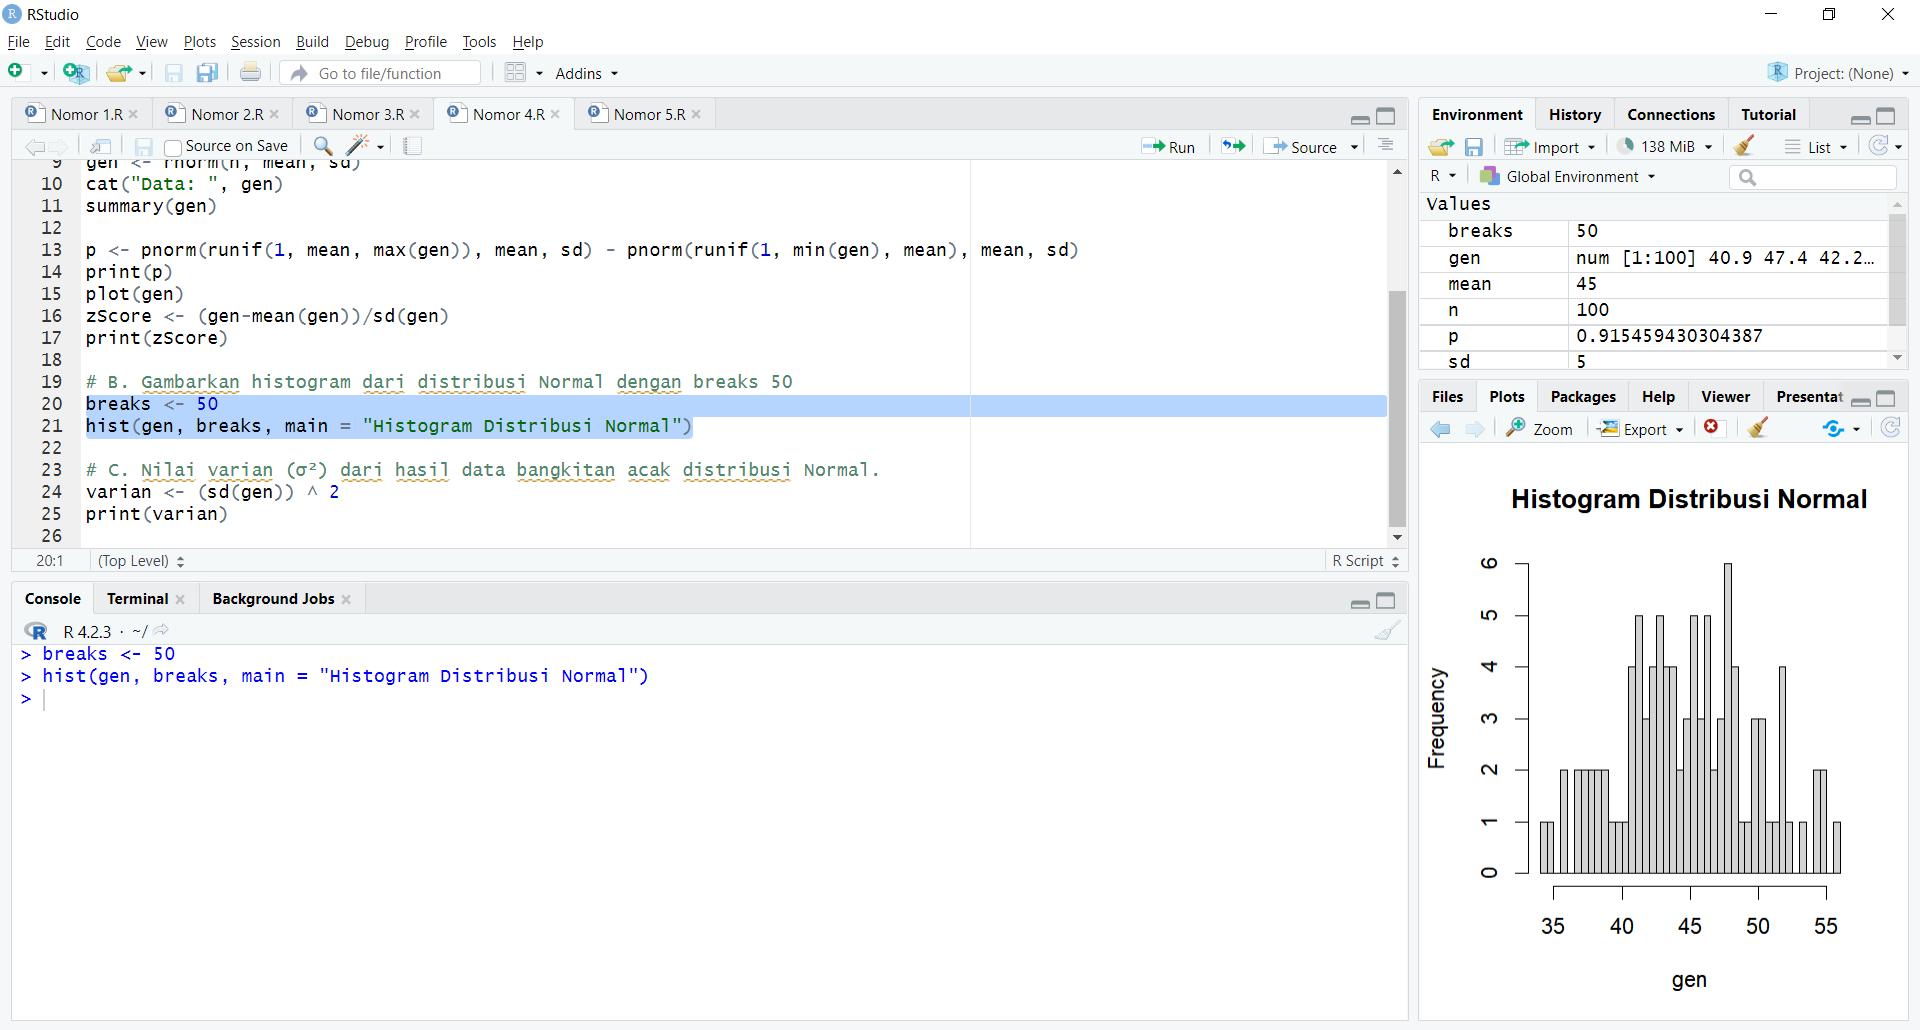 RStudio
File Edit Code View Plots Session Build Debug Profile Tools Help
Go to file/function Addins Project: (None)
Nomor 1.R Nomor 2.R Nomor 3.R Nomor 4.R Nomor 5.R
Source on Save Run Source
9 gen <- rnorm(n, mean, sd)
10 cat("Data: ", gen)
11 summary(gen)
12
13 p <- pnorm(runif(1, mean, max(gen)), mean, sd) - pnorm(runif(1, min(gen), mean), mean, sd)
14 print(p)
15 plot(gen)
16 zScore <- (gen-mean(gen))/sd(gen)
17 print(zScore)
18
19 # B. Gambarkan histogram dari distribusi Normal dengan breaks 50
20 breaks <- 50
21 hist(gen, breaks, main = "Histogram Distribusi Normal")
22
23 # C. Nilai varian (σ²) dari hasil data bangkitan acak distribusi Normal.
24 varian <- (sd(gen)) ^ 2
25 print(varian)
26
20:1 (Top Level) R Script
Console Terminal Background Jobs
R 4.2.3 · ~/
> breaks <- 50
> hist(gen, breaks, main = "Histogram Distribusi Normal")
>
Environment History Connections Tutorial
Import 138 MiB List
R Global Environment
Values
breaks 50
gen num [1:100] 40.9 47.4 42.2…
mean 45
n 100
p 0.915459430304387
sd 5
Files Plots Packages Help Viewer Presentat
Zoom Export
Histogram Distribusi Normal
Frequency
6
5
4
3
2
1
0
35 40 45 50 55
gen